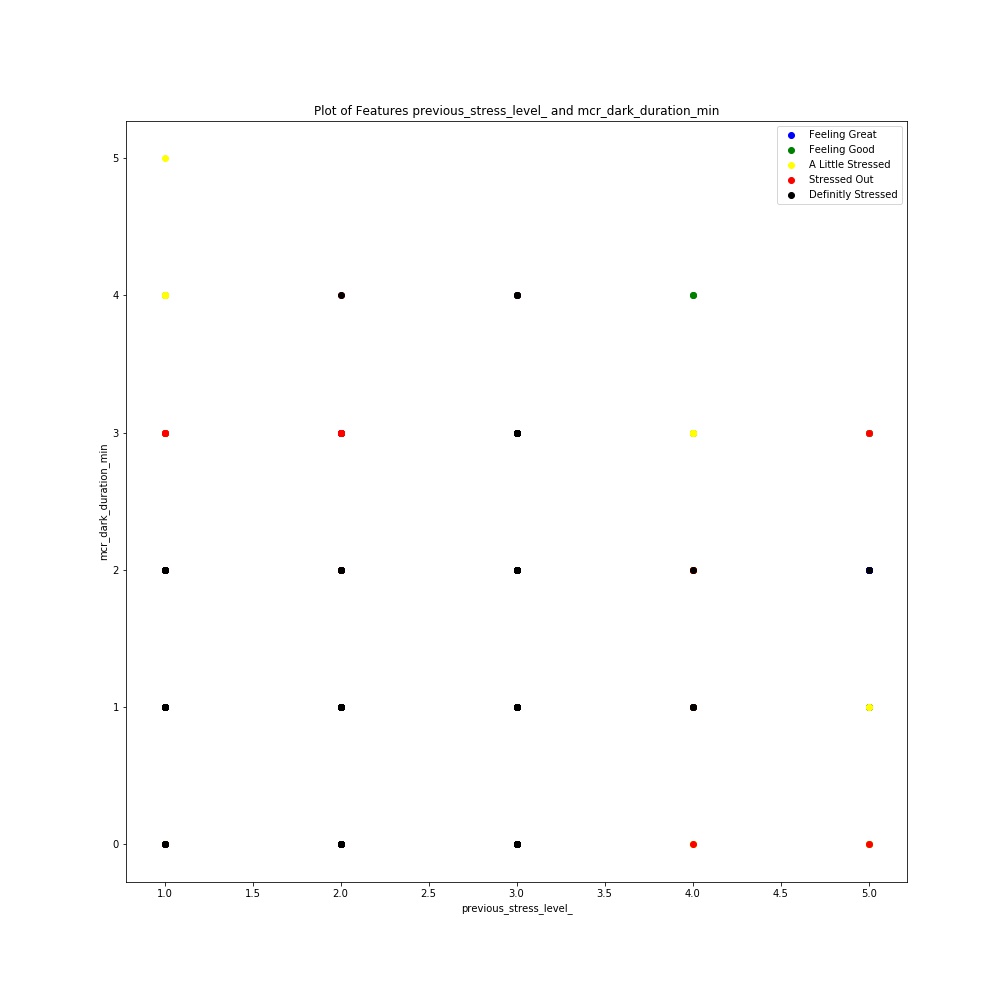 Plot of Features previous_stress_level_ and mcr_dark_duration_min
Feeling Great
Feeling Good
A Little Stressed
Stressed Out
Definitly Stressed
5
4
3
2
1
0
mcr_dark_duration_min
1.0 1.5 2.0 2.5 3.0 3.5 4.0 4.5 5.0
previous_stress_level_